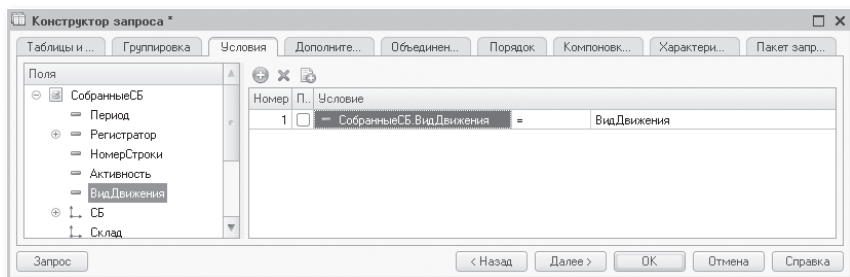 Конструктор запроса *
Таблицы и ... Группировка Условия Дополните... Объединен... Порядок Компоновк... Характери... Пакет запр...
Поля
СобранныеСБ
Период
Регистратор
НомерСтроки
Активность
ВидДвижения
СБ
Склад
Номер П.. Условие
1 СобранныеСБ.ВидДвижения = ВидДвижения
Запрос < Назад Далее > OK Отмена Справка